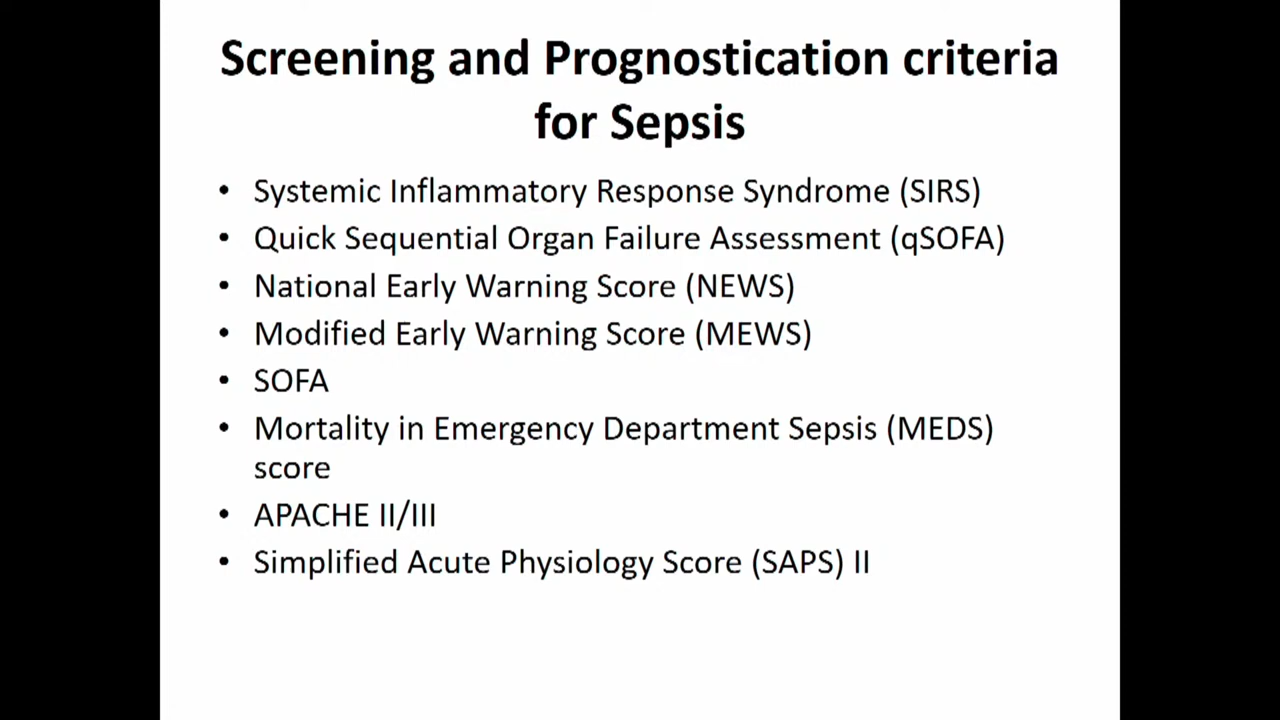 Screening and Prognostication criteria
for Sepsis
• Systemic Inflammatory Response Syndrome (SIRS)
• Quick Sequential Organ Failure Assessment (qSOFA)
• National Early Warning Score (NEWS)
• Modified Early Warning Score (MEWS)
• SOFA
• Mortality in Emergency Department Sepsis (MEDS)
score
• APACHE II/III
• Simplified Acute Physiology Score (SAPS) II